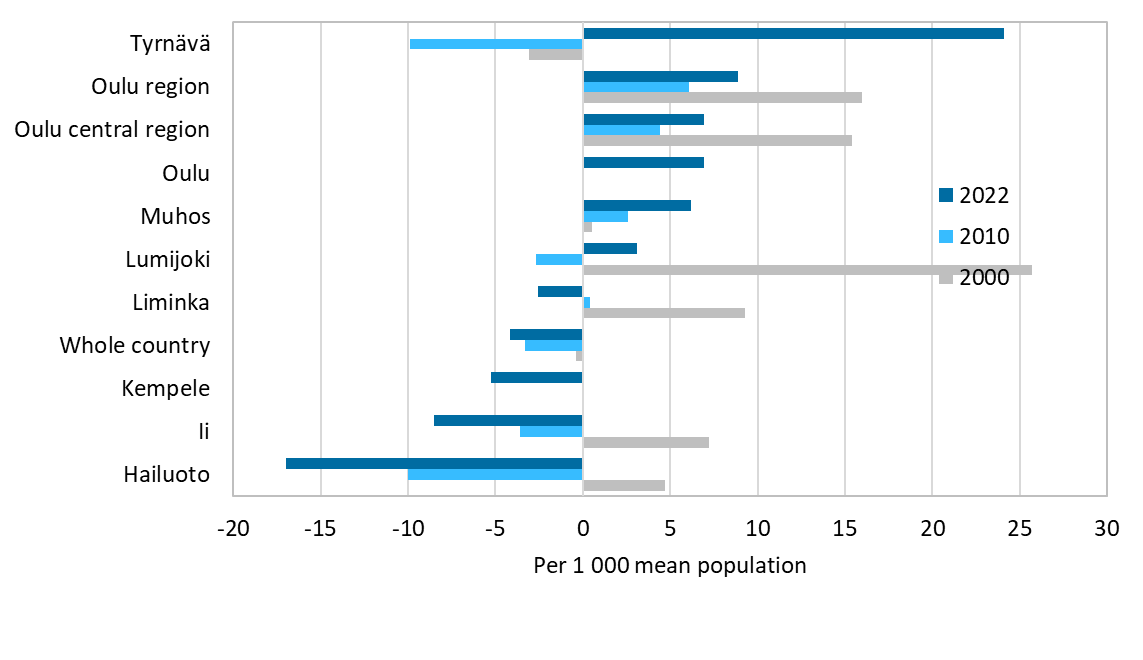 Tyrnävä
Oulu region
Oulu central region
Oulu
Muhos
Lumijoki
Liminka
Whole country
Kempele
Ii
Hailuoto
2022
2010
2000
-20 -15 -10 -5 0 5 10 15 20 25 30
Per 1 000 mean population